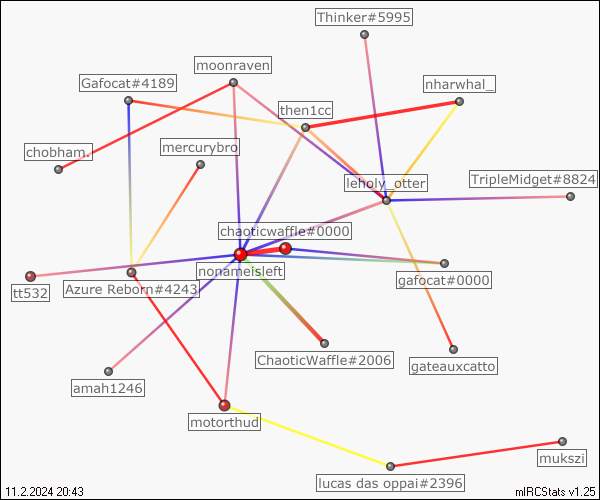 Thinker#5995
moonraven
Gafocat#4189
nharwhal_
then1cc
mercurybro
chobham.
leholy_otter
TripleMidget#8824
chaoticwaffle#0000
nonameisleft
gafocat#0000
tt532
Azure Reborn#4243
ChaoticWaffle#2006
gateauxcatto
amah1246
motorthud
mukszi
lucas das oppai#2396
11.2.2024 20:43
mIRCStats v1.25